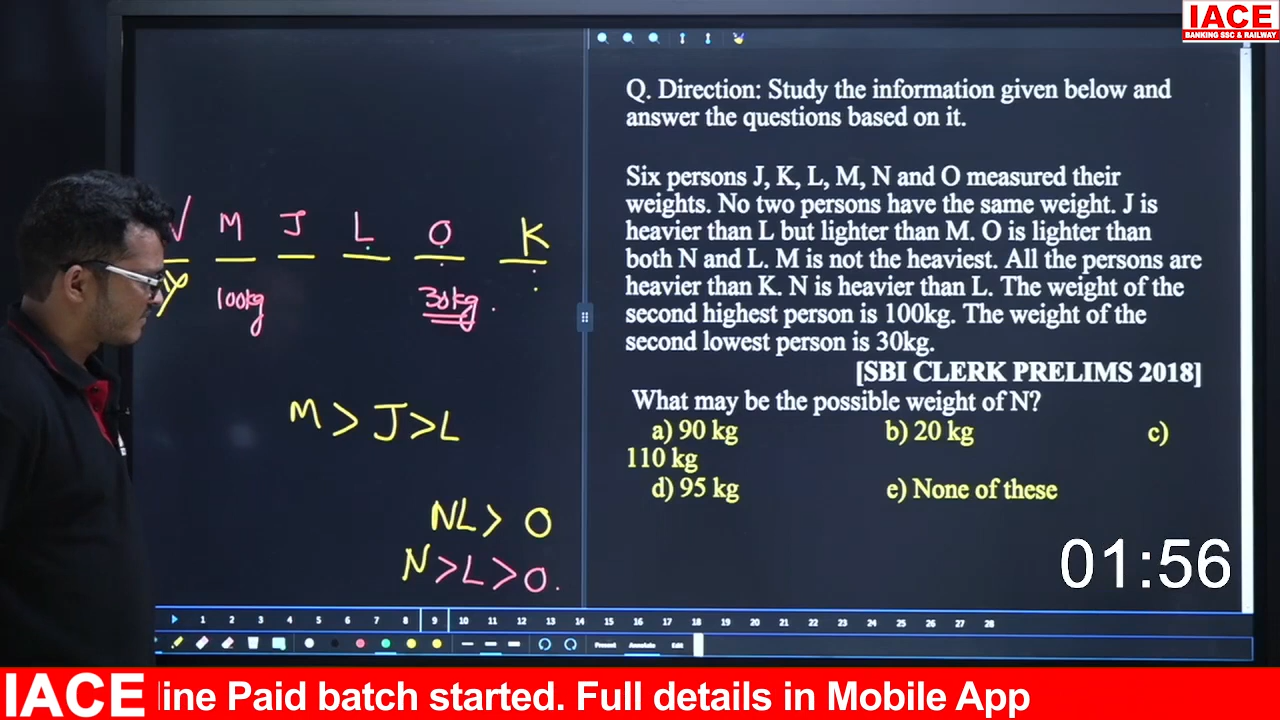 IACE
BANKING SSC & RAILWAY
Q. Direction: Study the information given below and
answer the questions based on it.
Six persons J, K, L, M, N and O measured their
weights. No two persons have the same weight. J is
heavier than L but lighter than M. O is lighter than
both N and L. M is not the heaviest. All the persons are
heavier than K. N is heavier than L. The weight of the
second highest person is 100kg. The weight of the
second lowest person is 30kg.
[SBI CLERK PRELIMS 2018]
What may be the possible weight of N?
a) 90 kg b) 20 kg c)
110 kg
d) 95 kg e) None of these
M J L O K
100kg 30kg
M > J > L
NL > O
N > L > O
01:56
1 2 3 4 5 6 7 8 9 10 11 12 13 14 15 16 17 18 19 20 21 22 23 24 25 26 27 28
Present Annotate Edit
IACE line Paid batch started. Full details in Mobile App